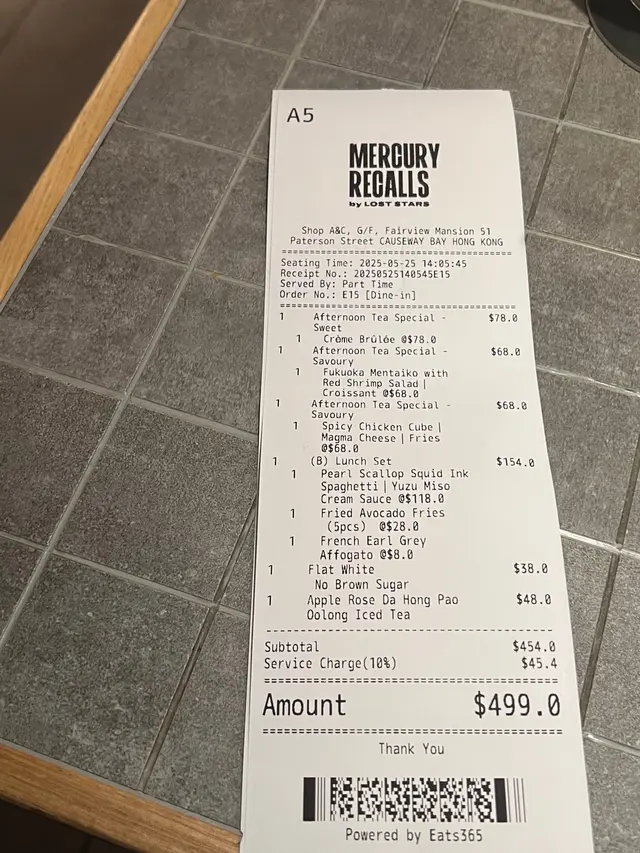 A5
MERCURY
RECALLS
by LOST STARS
Shop A&C, G/F, Fairview Mansion 51
Paterson Street CAUSEWAY BAY HONG KONG
Seating Time: 2025-05-25 14:05:45
Receipt No.: 20250525140545E15
Served By: Part Time
Order No.: E15 [Dine-in]
1 Afternoon Tea Special - $78.0
Sweet
1 Crème Brûlée @$78.0
1 Afternoon Tea Special - $68.0
Savoury
1 Fukuoka Mentaiko with
Red Shrimp Salad |
Croissant @$68.0
1 Afternoon Tea Special - $68.0
Savoury
1 Spicy Chicken Cube |
Magma Cheese | Fries
@$68.0
1 (B) Lunch Set $154.0
1 Pearl Scallop Squid Ink
Spaghetti | Yuzu Miso
Cream Sauce @$118.0
1 Fried Avocado Fries
(5pcs) @$28.0
1 French Earl Grey
Affogato @$8.0
1 Flat White $38.0
No Brown Sugar
1 Apple Rose Da Hong Pao $48.0
Oolong Iced Tea
Subtotal $454.0
Service Charge(10%) $45.4
Amount $499.0
Thank You
Powered by Eats365